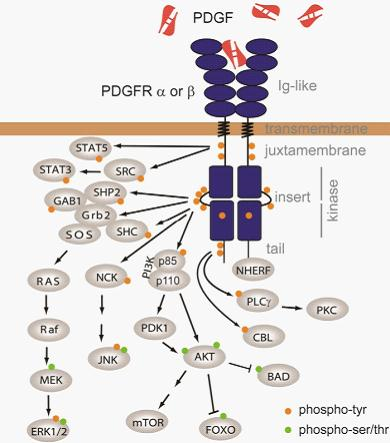 PDGF
PDGFR α or β
Ig-like
transmembrane
juxtamembrane
STAT5
STAT3
SRC
SHP2
GAB1
Grb2
SOS
SHC
insert
kinase
tail
NHERF
RAS
NCK
PI3K
p85
p110
PLCγ
PKC
Raf
PDK1
CBL
JNK
AKT
MEK
BAD
ERK1/2
mTOR
FOXO
phospho-tyr
phospho-ser/thr